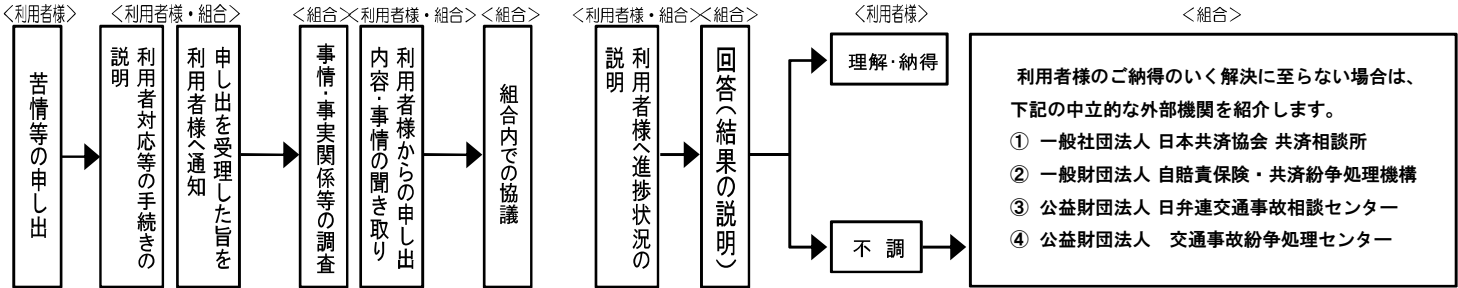 ＜利用者様＞
苦情等の申し出
＜利用者様・組合＞
利用者対応等の手続きの
説明
申し出を受理した旨を
利用者様へ通知
＜組合＞
事情・事実関係等の調査
＜利用者様・組合＞
利用者様からの申し出
内容・事情の聞き取り
＜組合＞
組合内での協議
＜利用者様・組合＞
利用者様へ進捗状況の
説明
＜組合＞
回答（結果の説明）
＜利用者様＞
理解・納得
不 調
＜組合＞
利用者様のご納得のいく解決に至らない場合は、
下記の中立的な外部機関を紹介します。
① 一般社団法人 日本共済協会 共済相談所
② 一般財団法人 自賠責保険・共済紛争処理機構
③ 公益財団法人 日弁連交通事故相談センター
④ 公益財団法人　交通事故紛争処理センター